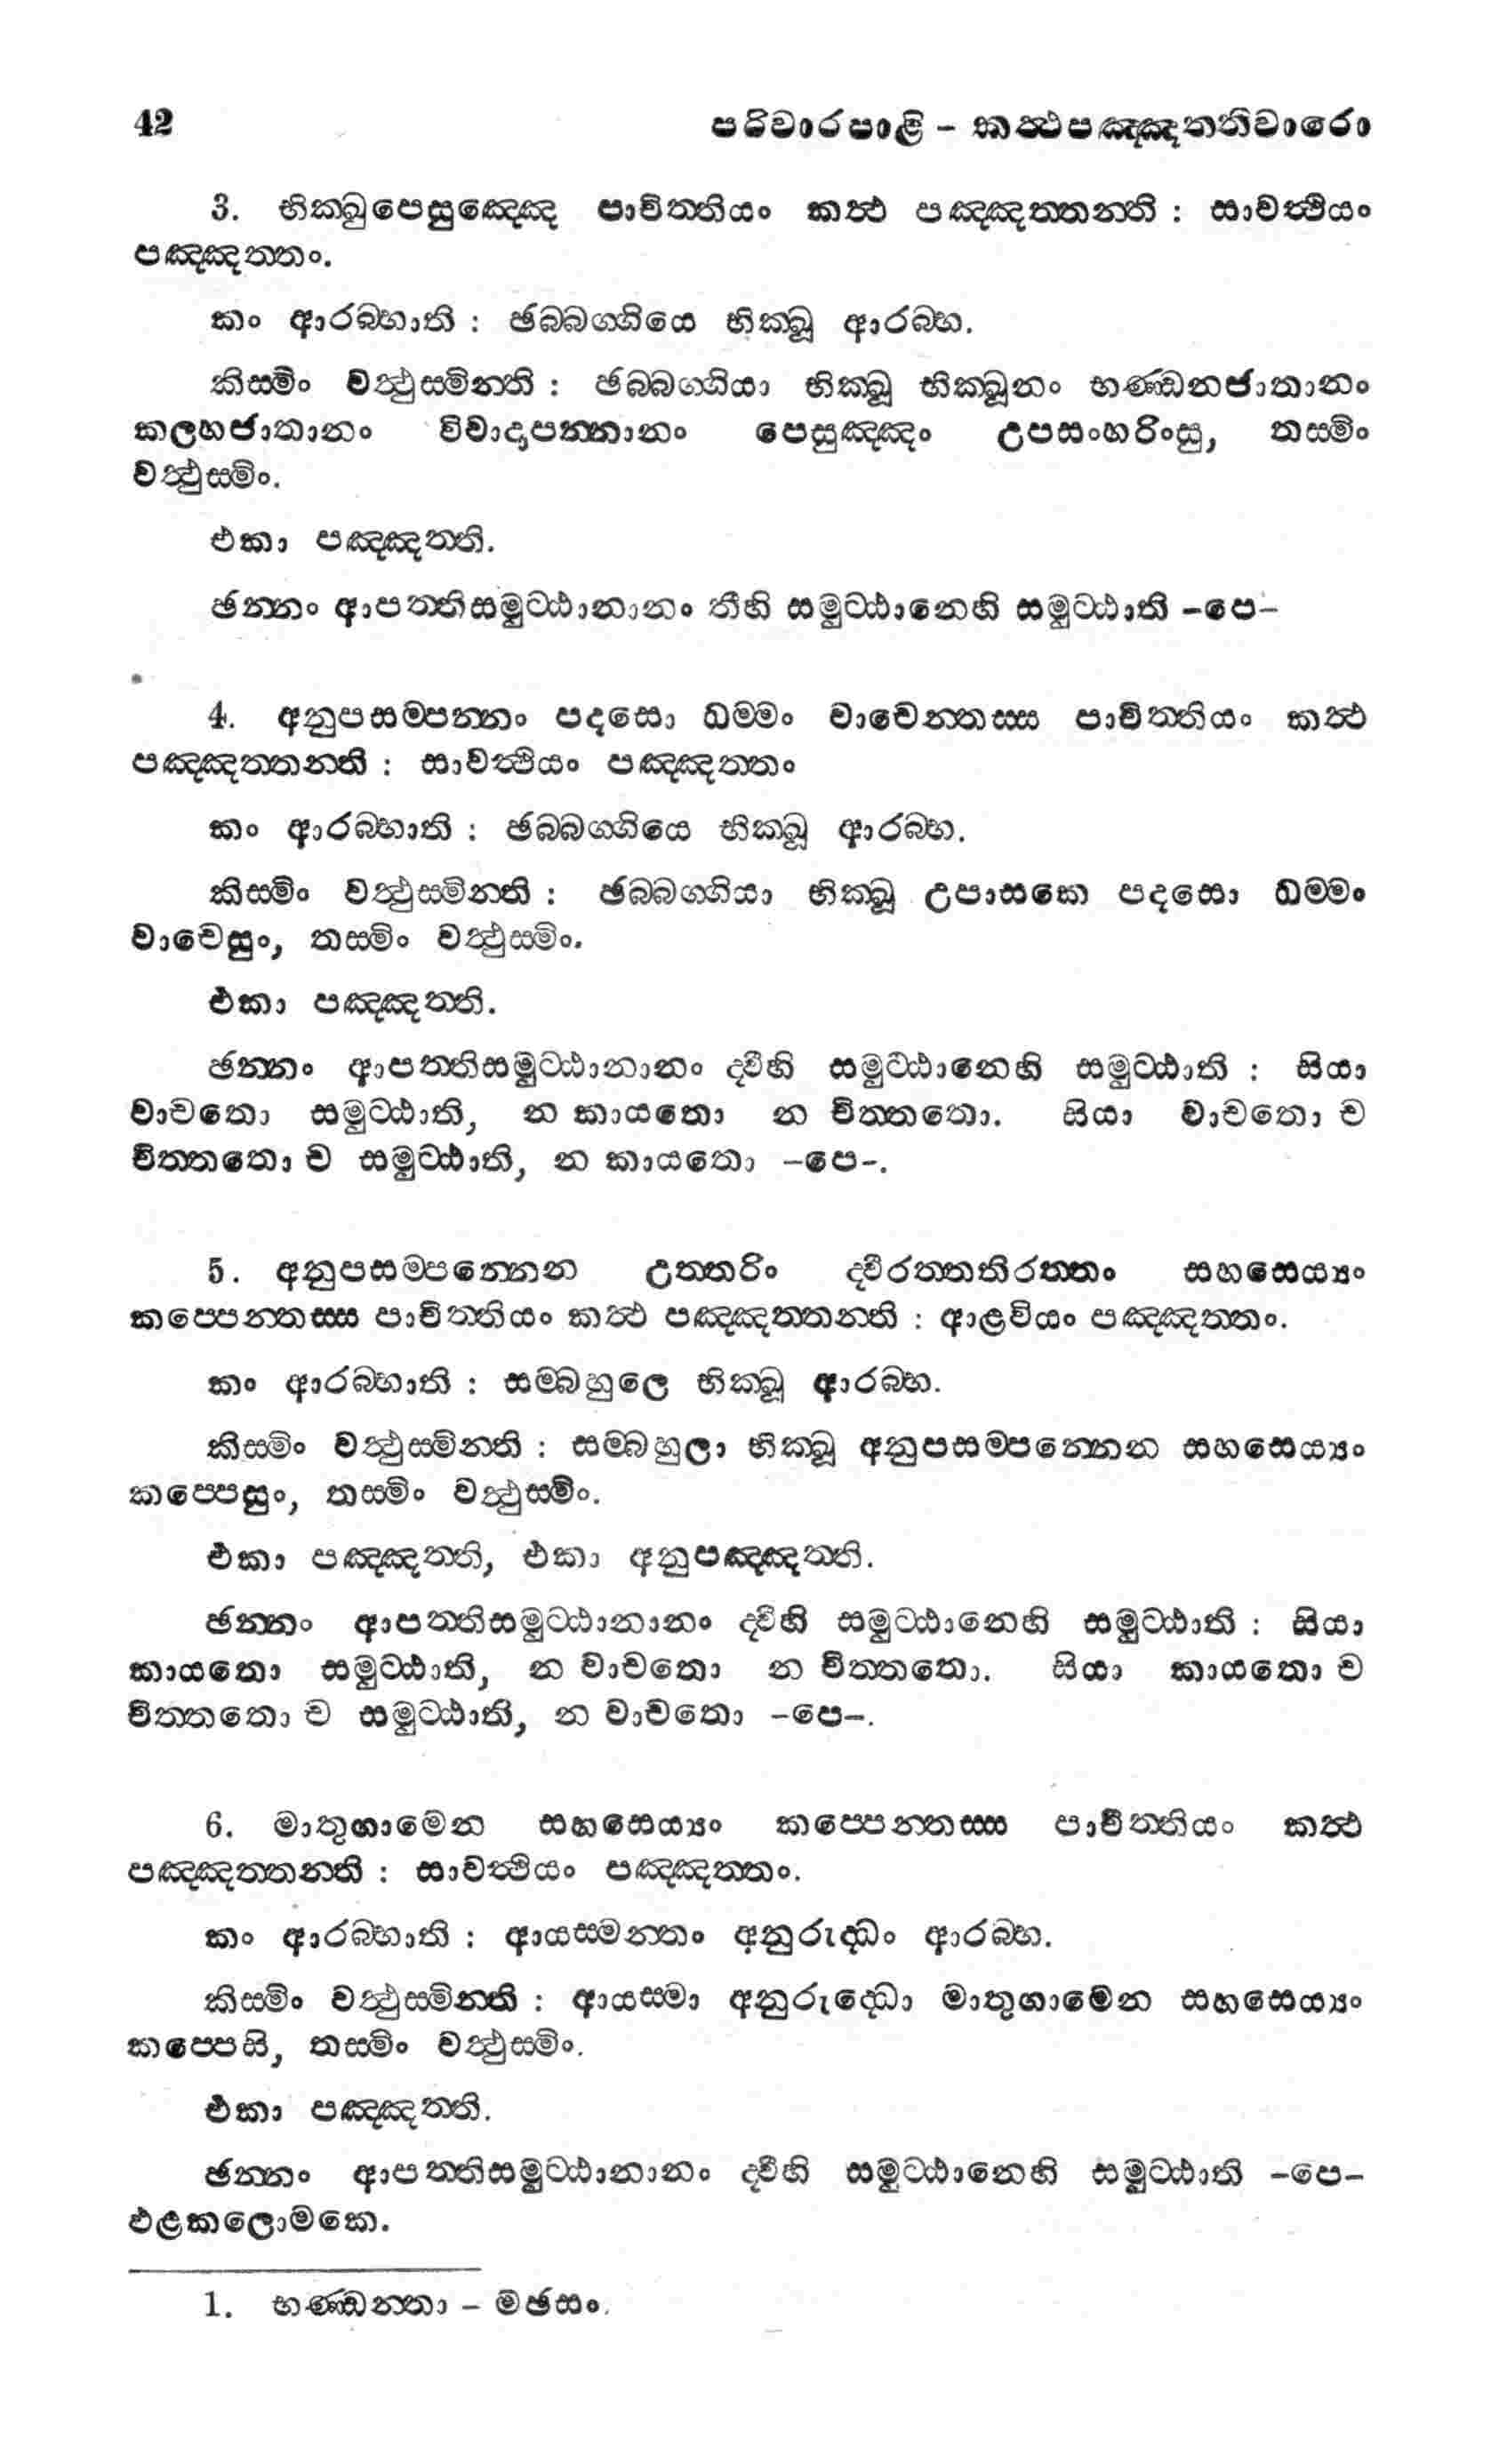 42 පරිවාරපාළි - කත්‍ථපඤ්ඤත්තිවාරො
3. භික්ඛුපෙසුඤ්ඤෙ පාචිත්තියං කත්‍ථ පඤ්ඤත්තන්ති : සාවත්‍ථියං
පඤ්ඤත්තං.
කං ආරබ්භාති : ඡබ්බග්ගියෙ භික්ඛූ ආරබ්භ.
කිස්මිං වත්‍ථුස්මින්ති : ඡබ්බග්ගියා භික්ඛූ භික්ඛූනං භණ්ඩනජාතානං
කලහජාතානං විවාදාපන්නානං පෙසුඤ්ඤං උපසංහරිංසු, තස්මිං
වත්‍ථුස්මිං.
එකා පඤ්ඤත්ති.
ඡන්නං ආපත්තිසමුට්ඨානානං තීහි සමුට්ඨානෙහි සමුට්ඨාති -පෙ-
4. අනුපසම්පන්නං පදසො ධම්මං වාචෙන්තස්ස පාචිත්තියං කත්‍ථ
පඤ්ඤත්තන්ති : සාවත්‍ථියං පඤ්ඤත්තං
කං ආරබ්භාති : ඡබ්බග්ගියෙ භික්ඛූ ආරබ්භ.
කිස්මිං වත්‍ථුස්මින්ති : ඡබ්බග්ගියා භික්ඛූ උපාසකෙ පදසො ධම්මං
වාචෙසුං, තස්මිං වත්‍ථුස්මිං.
එකා පඤ්ඤත්ති.
ඡන්නං ආපත්තිසමුට්ඨානානං ද්වීහි සමුට්ඨානෙහි සමුට්ඨාති : සියා
වාචතො සමුට්ඨාති, න කායතො න චිත්තතො. සියා වාචතො ච
චිත්තතො ච සමුට්ඨාති, න කායතො -පෙ-.
5. අනුපසම්පන්නෙන උත්තරිං ද්වීරත්තතිරත්තං සහසෙය්‍යං
කප්පෙන්තස්ස පාචිත්තියං කත්‍ථ පඤ්ඤත්තන්ති : ආළවියං පඤ්ඤත්තං.
කං ආරබ්භාති : සම්බහුලෙ භික්ඛූ ආරබ්භ.
කිස්මිං වත්‍ථුස්මින්ති : සම්බහුලා භික්ඛූ අනුපසම්පන්නෙන සහසෙය්‍යං
කප්පෙසුං, තස්මිං වත්‍ථුස්මිං.
එකා පඤ්ඤත්ති, එකා අනුපඤ්ඤත්ති.
ඡන්නං ආපත්තිසමුට්ඨානානං ද්වීහි සමුට්ඨානෙහි සමුට්ඨාති : සියා
කායතො සමුට්ඨාති, න වාචතො න චිත්තතො. සියා කායතො ච
චිත්තතො ච සමුට්ඨාති, න වාචතො -පෙ-.
6. මාතුගාමෙන සහසෙය්‍යං කප්පෙන්තස්ස පාචිත්තියං කත්‍ථ
පඤ්ඤත්තන්ති : සාවත්‍ථියං පඤ්ඤත්තං.
කං ආරබ්භාති : ආයස්මන්තං අනුරුද්ධං ආරබ්භ.
කිස්මිං වත්‍ථුස්මින්ති : ආයස්මා අනුරුද්ධො මාතුගාමෙන සහසෙය්‍යං
කප්පෙසි, තස්මිං වත්‍ථුස්මිං.
එකා පඤ්ඤත්ති.
ඡන්නං ආපත්තිසමුට්ඨානානං ද්වීහි සමුට්ඨානෙහි සමුට්ඨාති -පෙ-
එළකලොමකෙ.
1. භණ්ඩන්තා - මඡසං.